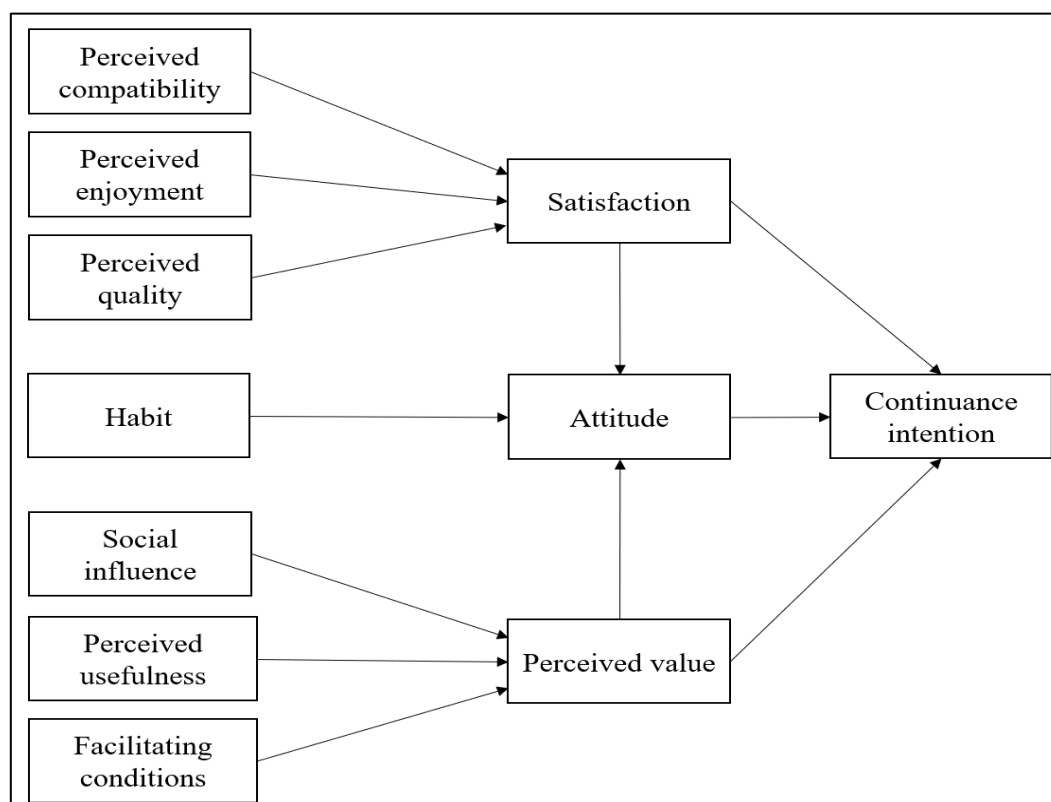 Perceived
compatibility
Perceived
enjoyment
Perceived
quality
Satisfaction
Habit
Attitude
Continuance
intention
Social
influence
Perceived
usefulness
Perceived value
Facilitating
conditions